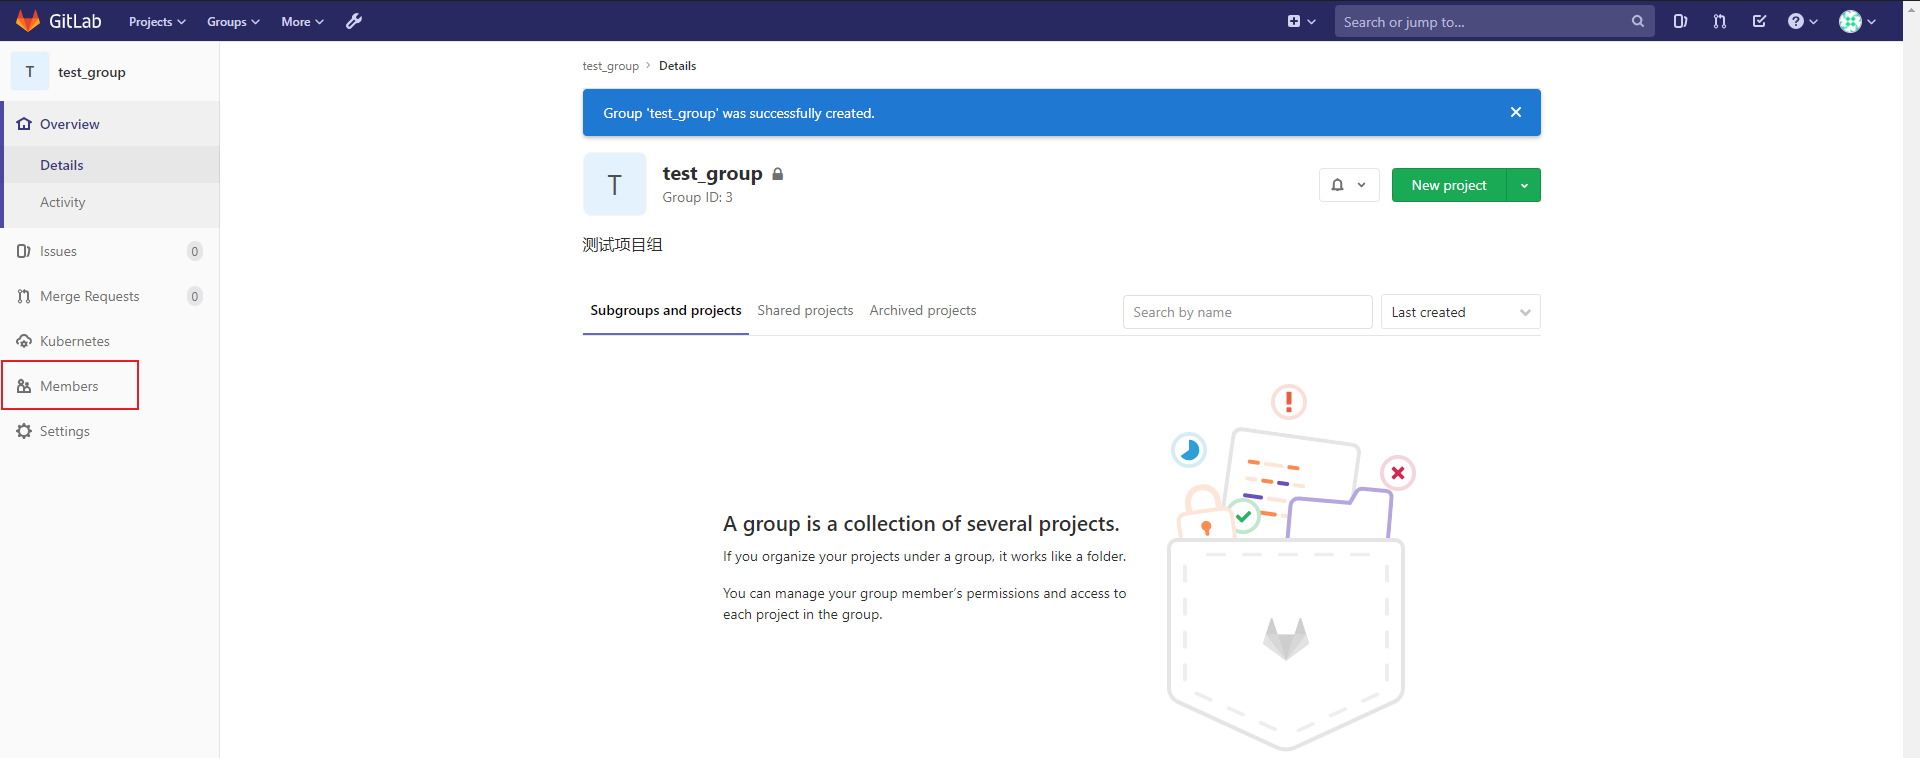 GitLab Projects Groups More Search or jump to...
T test_group
Overview
Details
Activity
Issues 0
Merge Requests 0
Kubernetes
Members
Settings
test_group > Details
Group 'test_group' was successfully created.
T
test_group
Group ID: 3
New project
测试项目组
Subgroups and projects Shared projects Archived projects Search by name Last created
A group is a collection of several projects.
If you organize your projects under a group, it works like a folder.
You can manage your group member’s permissions and access to
each project in the group.